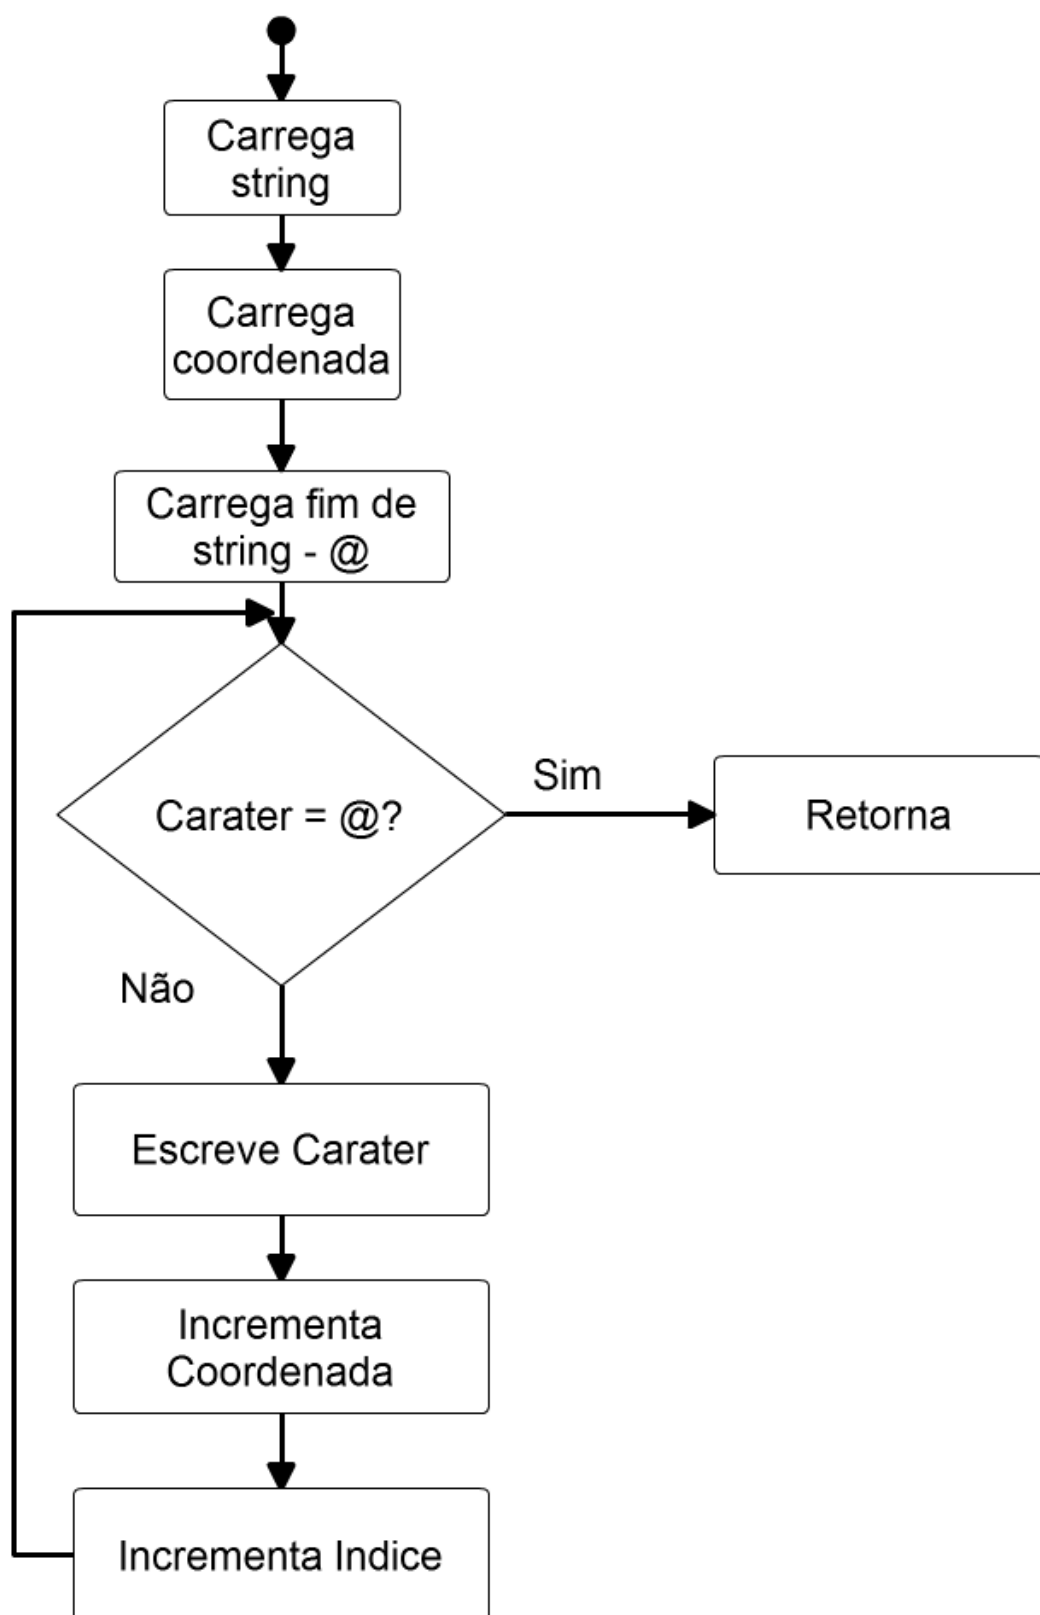 Carrega
string
Carrega
coordenada
Carrega fim de
string - @
Carater = @?
Sim
Retorna
Não
Escreve Carater
Incrementa
Coordenada
Incrementa Indice